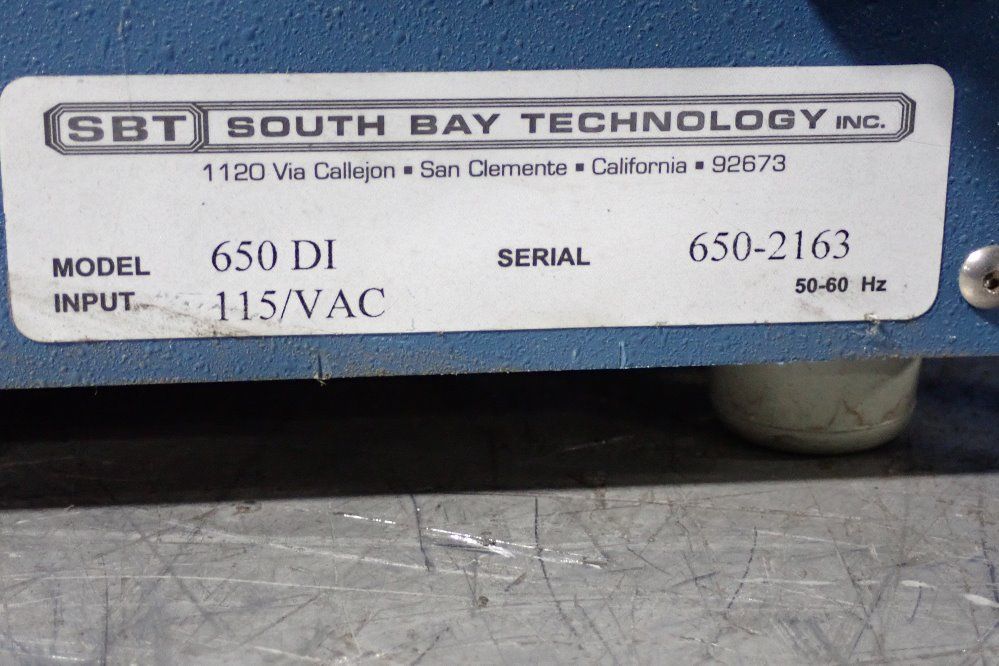 SBT SOUTH BAY TECHNOLOGY INC.
1120 Via Callejon ▪ San Clemente ▪ California ▪ 92673
MODEL 650 DI SERIAL 650-2163
INPUT 115/VAC 50-60 Hz